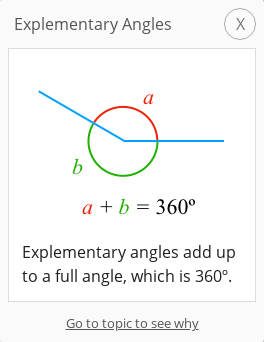 Explementary Angles X
a
b
a + b = 360º
Explementary angles add up
to a full angle, which is 360º.
Go to topic to see why